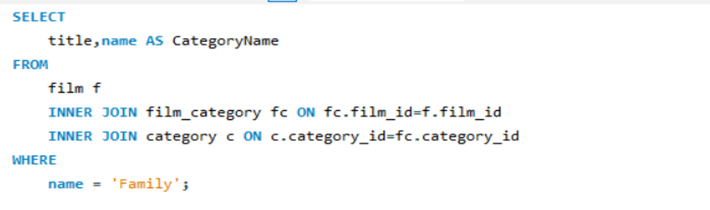 SELECT
title,name AS CategoryName
FROM
film f
INNER JOIN film_category fc ON fc.film_id=f.film_id
INNER JOIN category c ON c.category_id=fc.category_id
WHERE
name = 'Family';